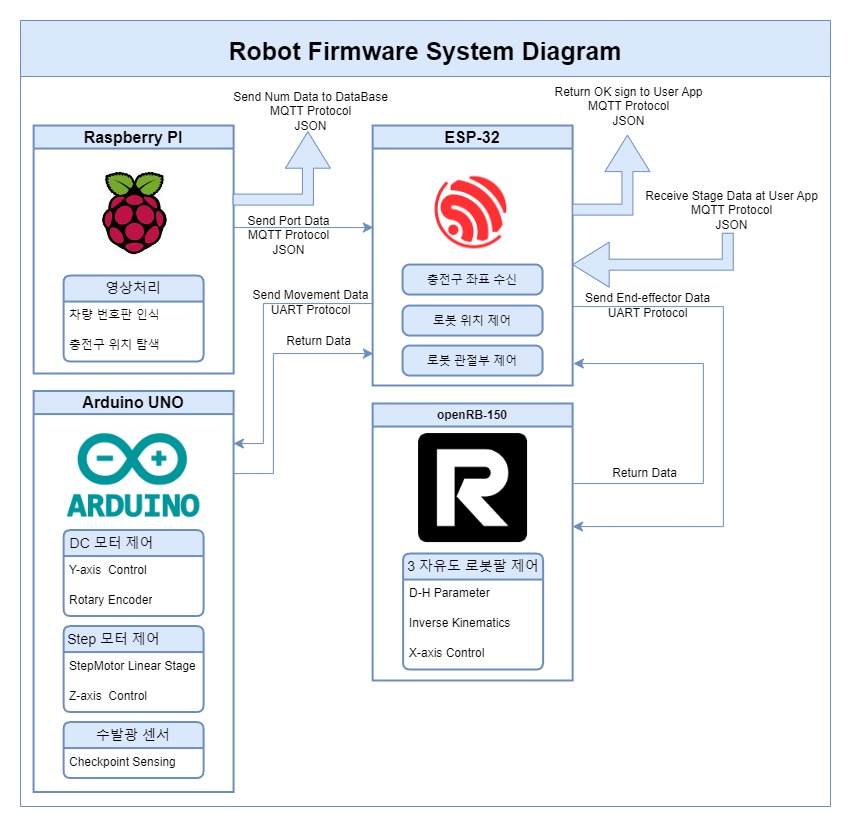 Robot Firmware System Diagram
Send Num Data to DataBase
MQTT Protocol
JSON
Return OK sign to User App
MQTT Protocol
JSON
Raspberry PI
ESP-32
Receive Stage Data at User App
MQTT Protocol
JSON
Send Port Data
MQTT Protocol
JSON
영상처리
차량 번호판 인식
충전구 위치 탐색
충전구 좌표 수신
로봇 위치 제어
로봇 관절부 제어
Send Movement Data
UART Protocol
Return Data
Send End-effector Data
UART Protocol
Arduino UNO
ARDUINO
DC 모터 제어
Y-axis  Control
Rotary Encoder
Step 모터 제어
StepMotor Linear Stage
Z-axis  Control
수발광 센서
Checkpoint Sensing
openRB-150
R
3 자유도 로봇팔 제어
D-H Parameter
Inverse Kinematics
X-axis Control
Return Data